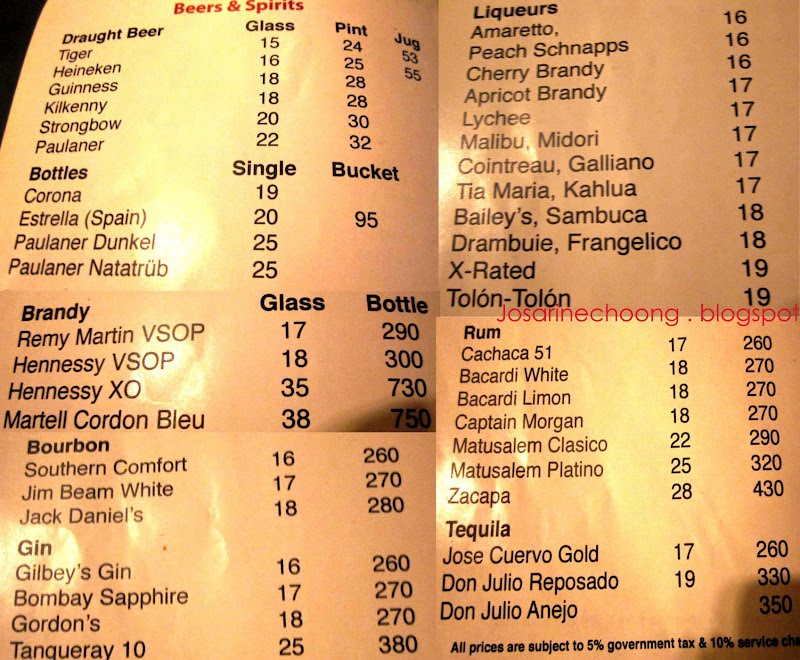 Beers & Spirits
Draught Beer Glass Pint Jug
Tiger 15 24 53
Heineken 16 25 55
Guinness 18 28
Kilkenny 18 28
Strongbow 20 30
Paulaner 22 32
Bottles Single Bucket
Corona 19
Estrella (Spain) 20 95
Paulaner Dunkel 25
Paulaner Natatrüb 25
Brandy Glass Bottle
Remy Martin VSOP 17 290
Hennessy VSOP 18 300
Hennessy XO 35 730
Martell Cordon Bleu 38 750
Bourbon
Southern Comfort 16 260
Jim Beam White 17 270
Jack Daniel's 18 280
Gin
Gilbey's Gin 16 260
Bombay Sapphire 17 270
Gordon's 18 270
Tanqueray 10 25 380
Liqueurs
Amaretto, 16
Peach Schnapps 16
Cherry Brandy 16
Apricot Brandy 17
Lychee 17
Malibu, Midori 17
Cointreau, Galliano 17
Tia Maria, Kahlua 17
Bailey's, Sambuca 18
Drambuie, Frangelico 18
X-Rated 19
Tolón-Tolón 19
Josarinechoong . blogspot
Rum
Cachaca 51 17 260
Bacardi White 18 270
Bacardi Limon 18 270
Captain Morgan 18 270
Matusalem Clasico 22 290
Matusalem Platino 25 320
Zacapa 28 430
Tequila
Jose Cuervo Gold 17 260
Don Julio Reposado 19 330
Don Julio Anejo 350
All prices are subject to 5% government tax & 10% service cha